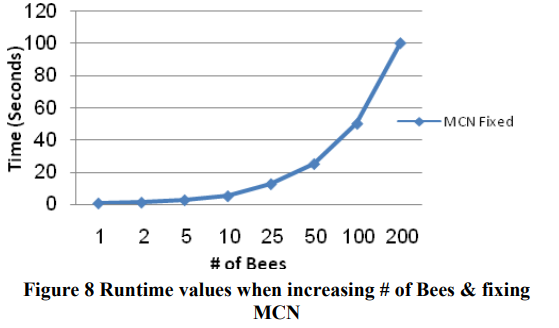 120
100
80
60
40
20
0
Time (Seconds)
MCN Fixed
1 2 5 10 25 50 100 200
# of Bees
Figure 8 Runtime values when increasing # of Bees & fixing
MCN